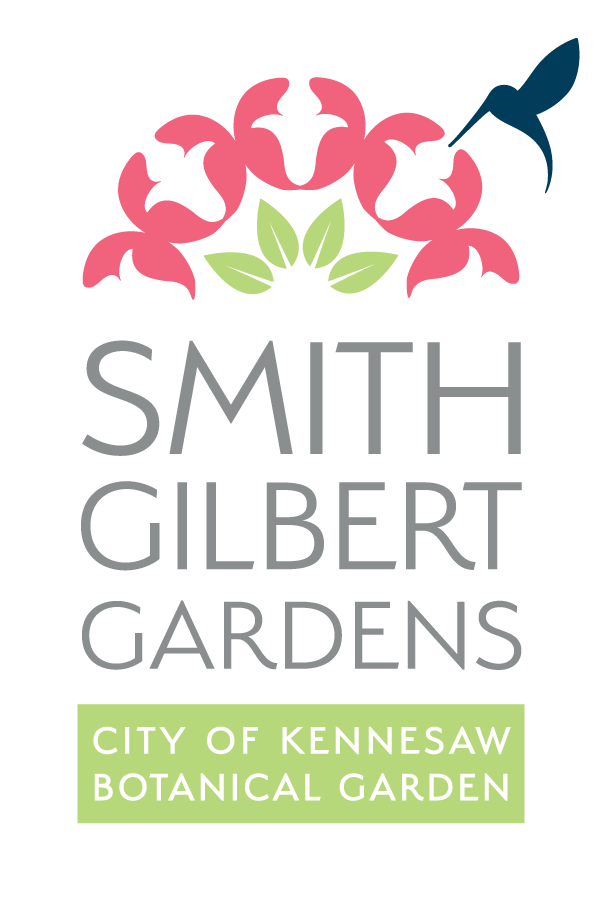 SMITH
GILBERT
GARDENS
CITY OF KENNESAW
BOTANICAL GARDEN